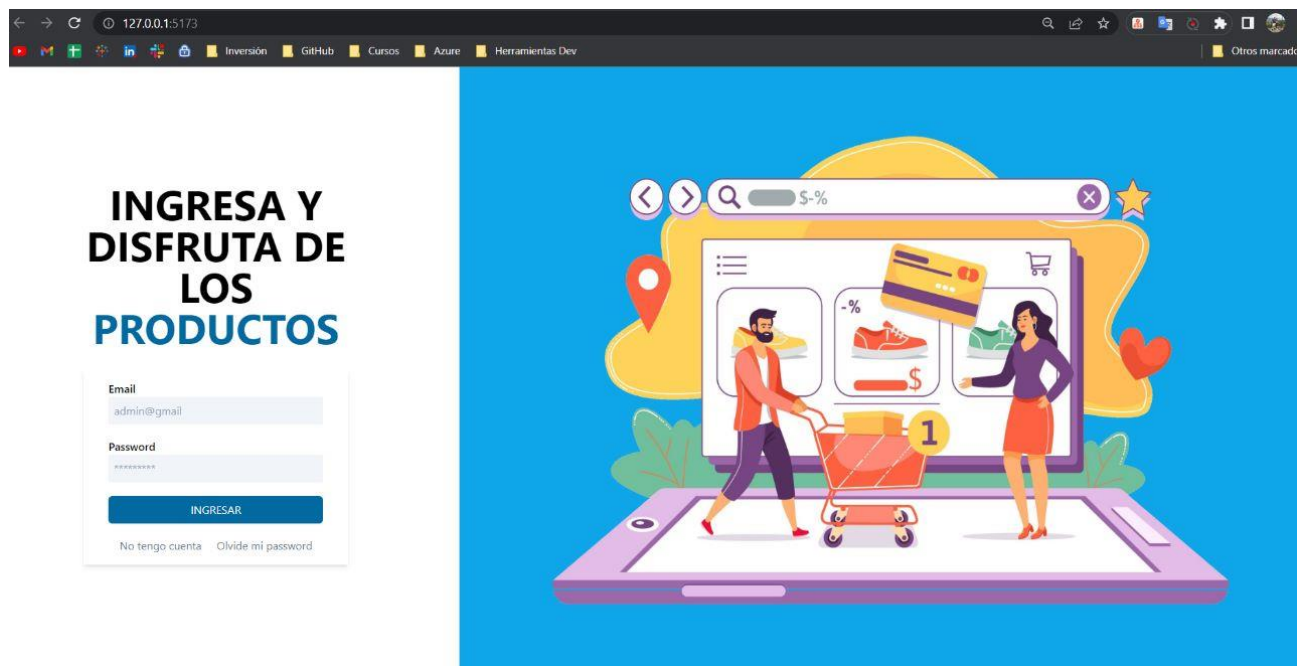 127.0.0.1:5173
Inversión GitHub Cursos Azure Herramientas Dev Otros marcado
INGRESA Y
DISFRUTA DE
LOS
PRODUCTOS
Email
admin@gmail
Password
*********
INGRESAR
No tengo cuenta Olvide mi password
$-%
-%
$
1